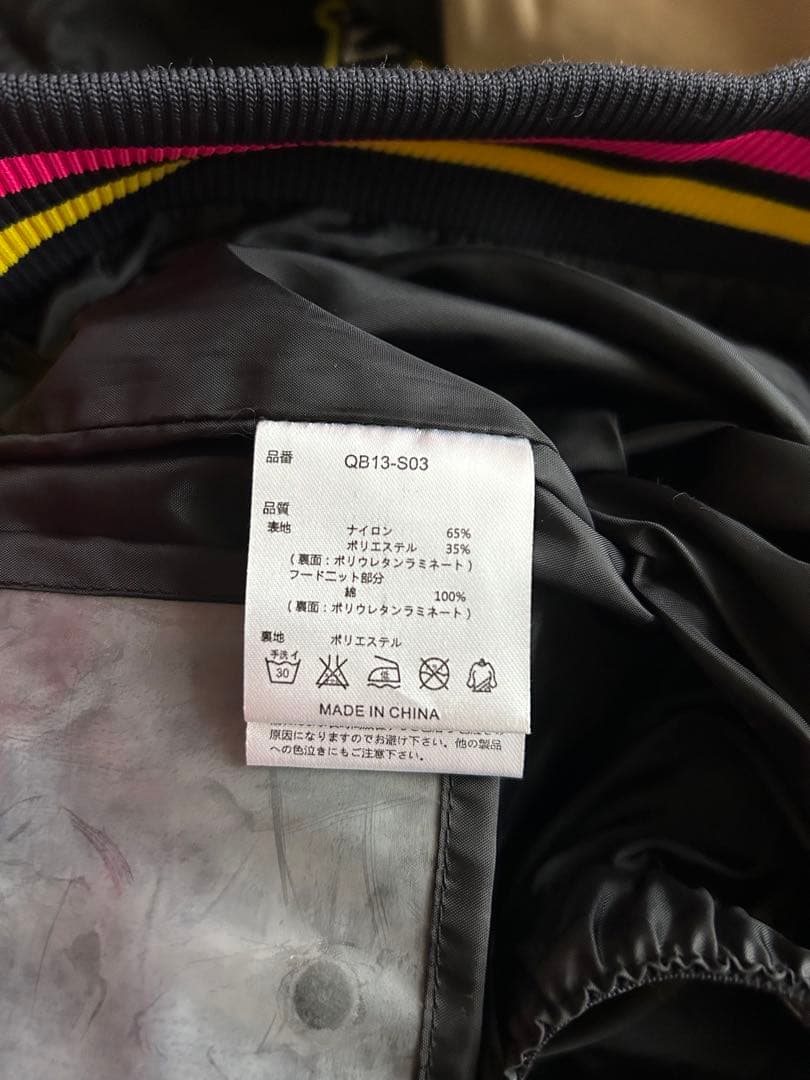 品番 QB13-S03
品質
表地 ナイロン 65%
ポリエステル 35%
(裏面:ポリウレタンラミネート)
フードニット部分
綿 100%
(裏面:ポリウレタンラミネート)
裏地 ポリエステル
手洗イ
30
低
MADE IN CHINA
原因になりますのでお避け下さい。他の製品
への色泣きにもご注意下さい。